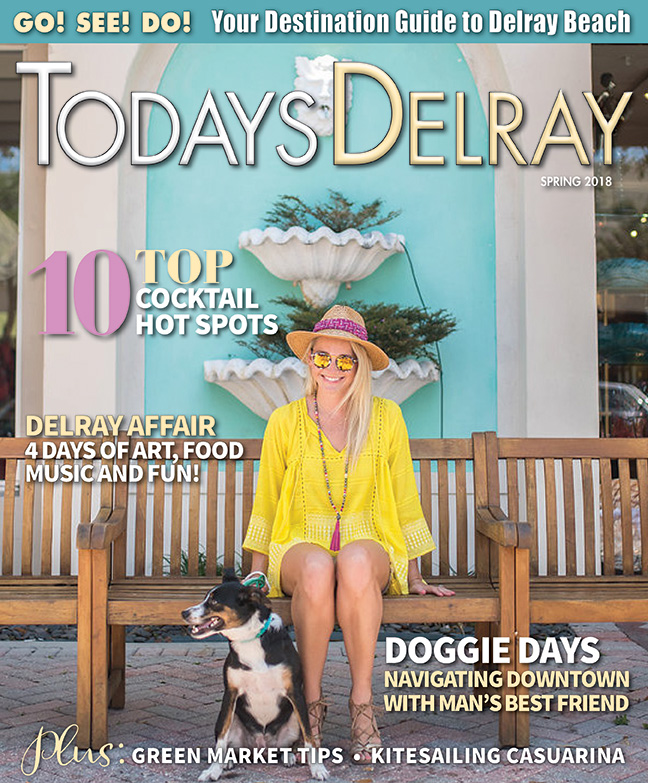 GO! SEE! DO! Your Destination Guide to Delray Beach
TODAYS DELRAY
SPRING 2018
10 TOP
COCKTAIL
HOT SPOTS
DELRAY AFFAIR
4 DAYS OF ART, FOOD
MUSIC AND FUN!
DOGGIE DAYS
NAVIGATING DOWNTOWN
WITH MAN'S BEST FRIEND
Plus: GREEN MARKET TIPS • KITESAILING CASUARINA